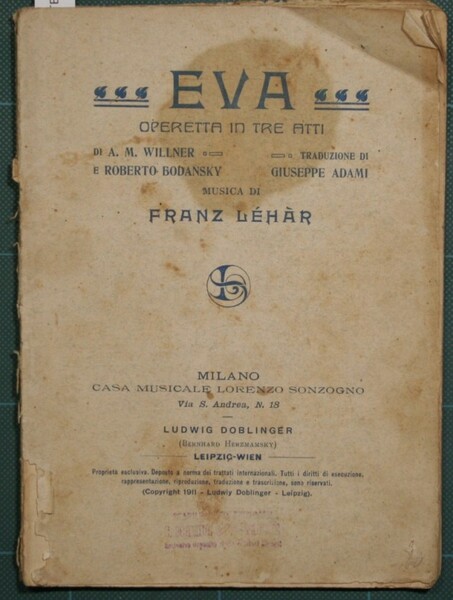 EVA
OPERETTA IN TRE ATTI
DI A. M. WILLNER
E ROBERTO BODANSKY
TRADUZIONE DI
GIUSEPPE ADAMI
MUSICA DI
FRANZ LÉHÀR
MILANO
CASA MUSICALE LORENZO SONZOGNO
Via S. Andrea, N. 18
LUDWIG DOBLINGER
(BERNHARD HERZMANSKY)
LEIPZIG-WIEN
Proprietà esclusiva. Deposto a norma dei trattati internazionali. Tutti i diritti di esecuzione,
rappresentazione, riproduzione, traduzione e trascrizione, sono riservati.
(Copyright 1911 - Ludwiy Doblinger - Leipzig).